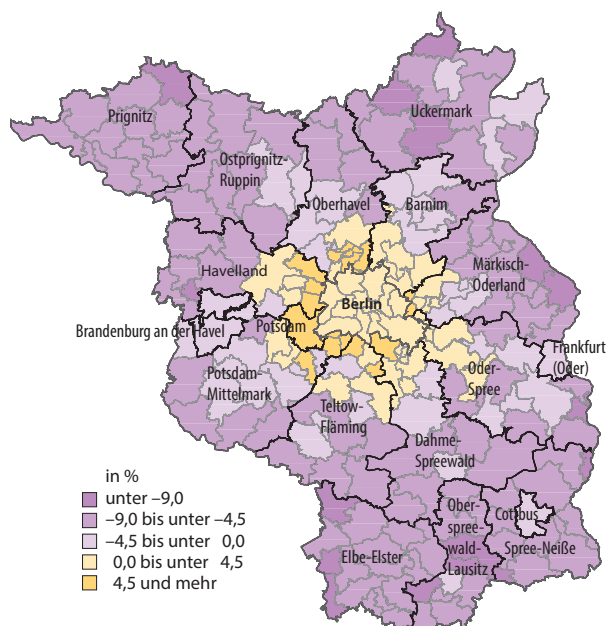 Prignitz
Uckermark
Ostprignitz-
Ruppin
Oberhavel
Barnim
Havelland
Märkisch-
Oderland
Berlin
Brandenburg an der Havel
Potsdam
Frankfurt
(Oder)
Potsdam-
Mittelmark
Oder-
Spree
Teltow-
Fläming
Dahme-
Spreewald
in %
unter –9,0
–9,0 bis unter –4,5
–4,5 bis unter 0,0
0,0 bis unter 4,5
4,5 und mehr
Elbe-Elster
Ober-
spree-
wald-
Lausitz
Cottbus
Spree-Neiße